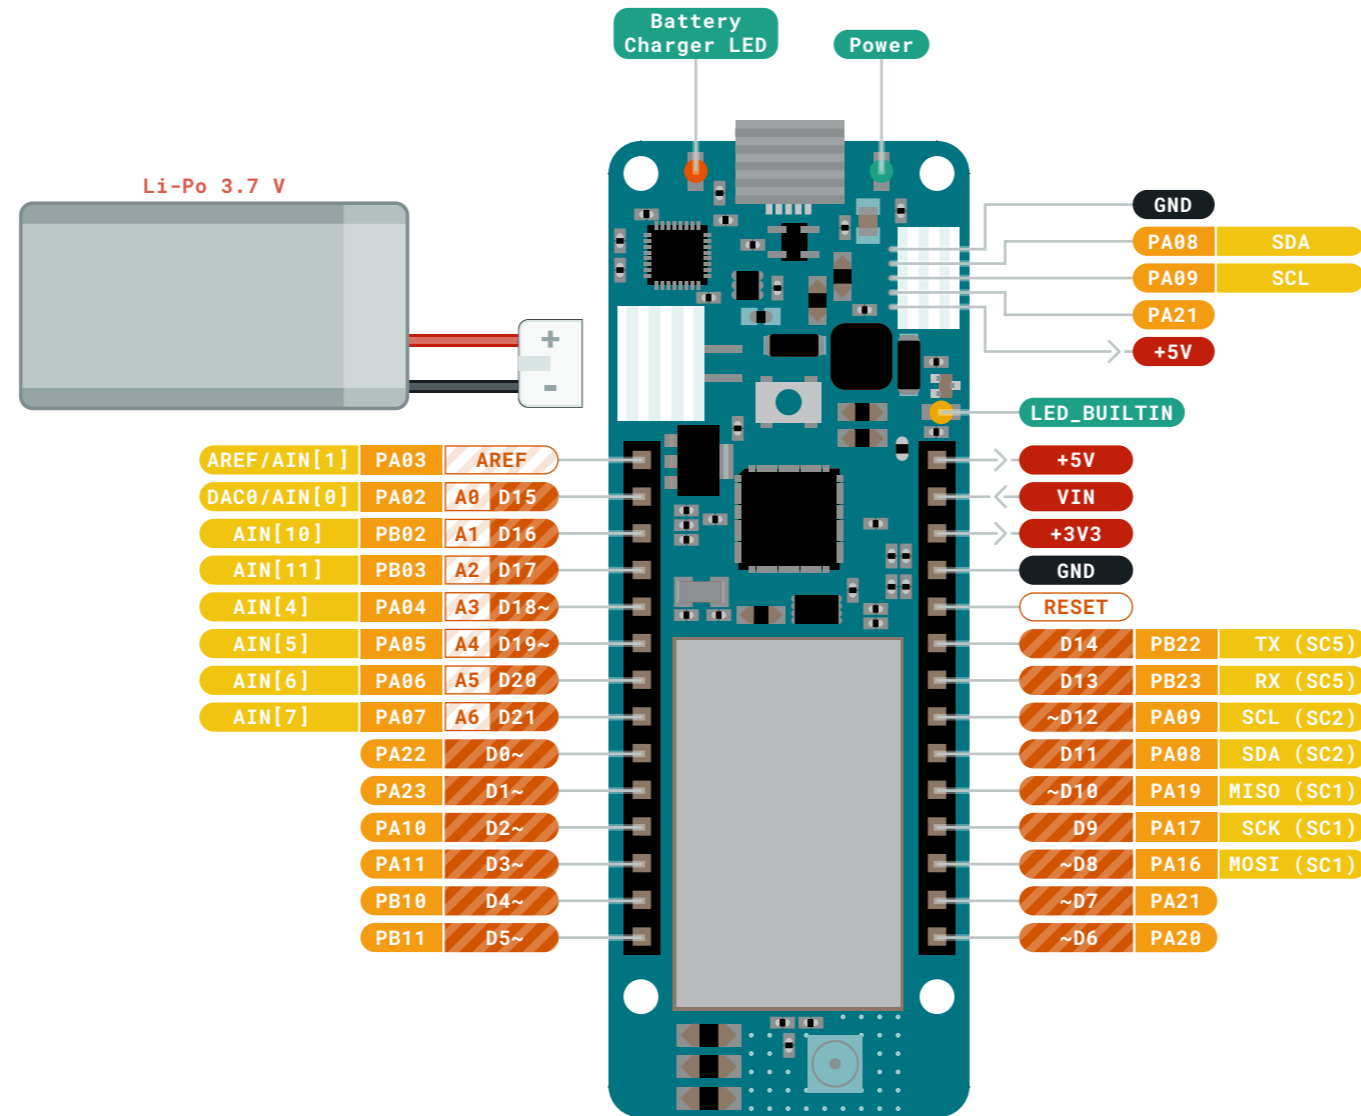 Battery
Charger LED
Power
Li-Po 3.7 V
+
-
GND
PA08 SDA
PA09 SCL
PA21
+5V
LED_BUILTIN
AREF/AIN[1] PA03 AREF
DAC0/AIN[0] PA02 A0 D15
AIN[10] PB02 A1 D16
AIN[11] PB03 A2 D17
AIN[4] PA04 A3 D18~
AIN[5] PA05 A4 D19~
AIN[6] PA06 A5 D20
AIN[7] PA07 A6 D21
PA22 D0~
PA23 D1~
PA10 D2~
PA11 D3~
PB10 D4~
PB11 D5~
+5V
VIN
+3V3
GND
RESET
D14 PB22 TX (SC5)
D13 PB23 RX (SC5)
~D12 PA09 SCL (SC2)
D11 PA08 SDA (SC2)
~D10 PA19 MISO (SC1)
D9 PA17 SCK (SC1)
~D8 PA16 MOSI (SC1)
~D7 PA21
~D6 PA20